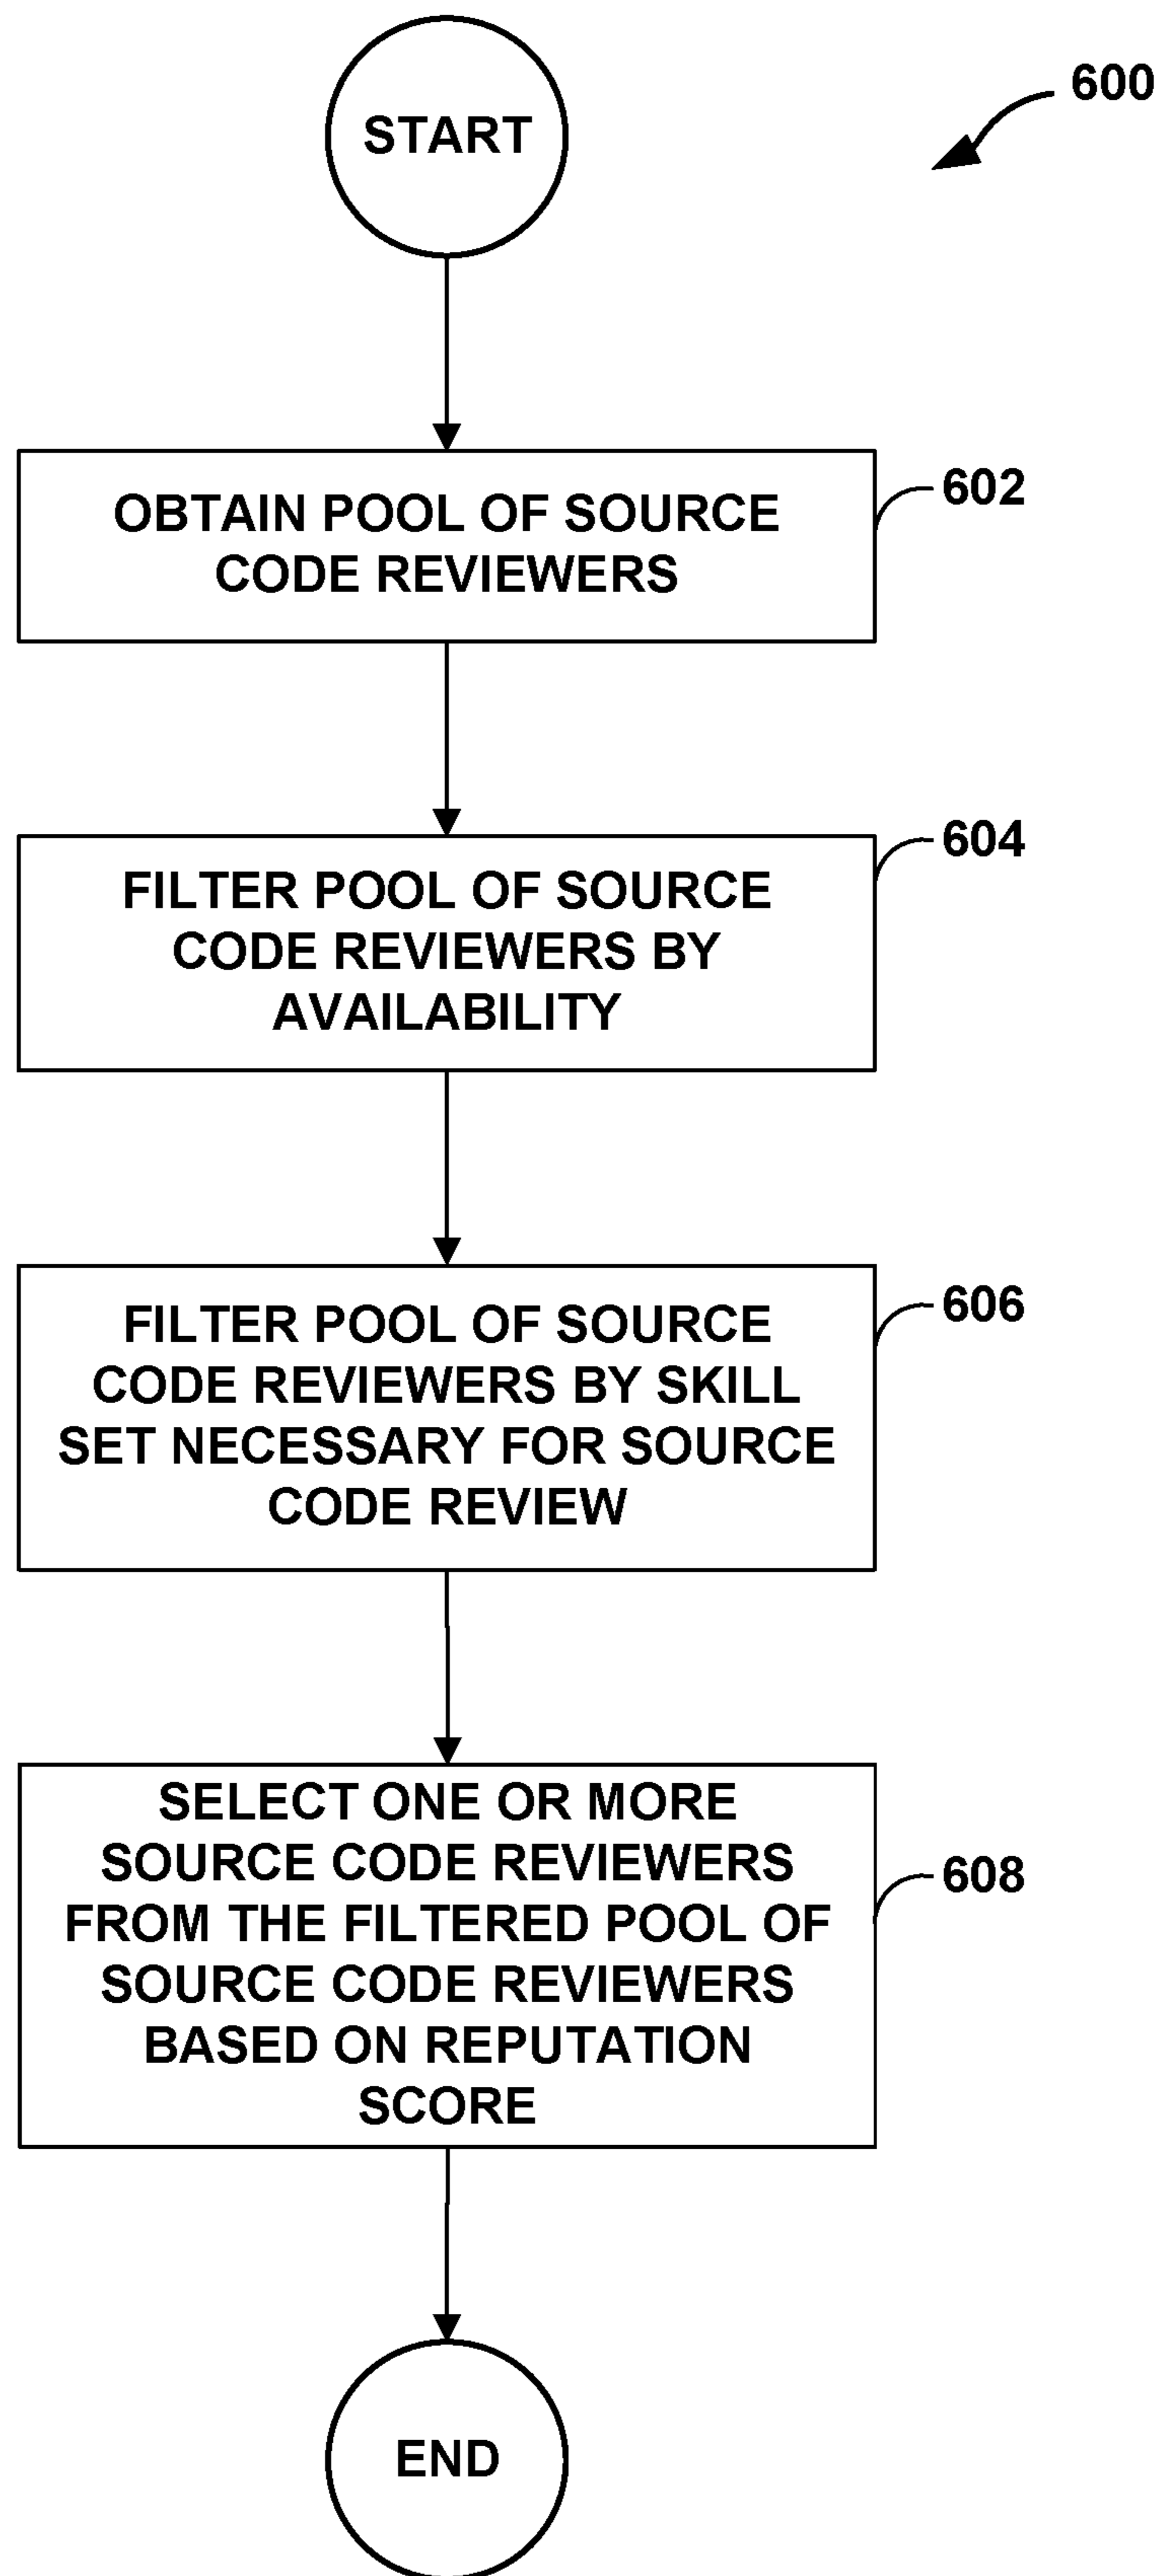 START
600
OBTAIN POOL OF SOURCE
CODE REVIEWERS
602
FILTER POOL OF SOURCE
CODE REVIEWERS BY
AVAILABILITY
604
FILTER POOL OF SOURCE
CODE REVIEWERS BY SKILL
SET NECESSARY FOR SOURCE
CODE REVIEW
606
SELECT ONE OR MORE
SOURCE CODE REVIEWERS
FROM THE FILTERED POOL OF
SOURCE CODE REVIEWERS
BASED ON REPUTATION
SCORE
608
END